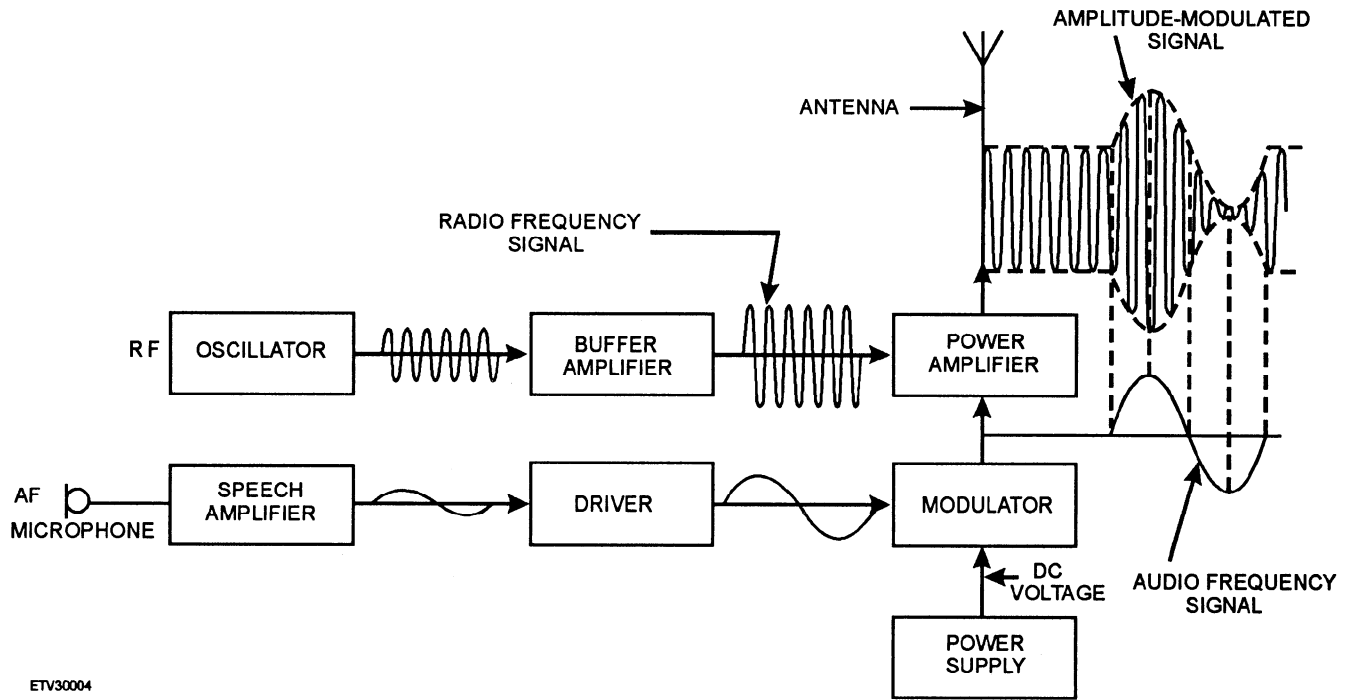 AMPLITUDE-MODULATED
SIGNAL
ANTENNA
RADIO FREQUENCY
SIGNAL
RF
OSCILLATOR
BUFFER
AMPLIFIER
POWER
AMPLIFIER
AF
MICROPHONE
SPEECH
AMPLIFIER
DRIVER
MODULATOR
DC
VOLTAGE
AUDIO FREQUENCY
SIGNAL
POWER
SUPPLY
ETV30004